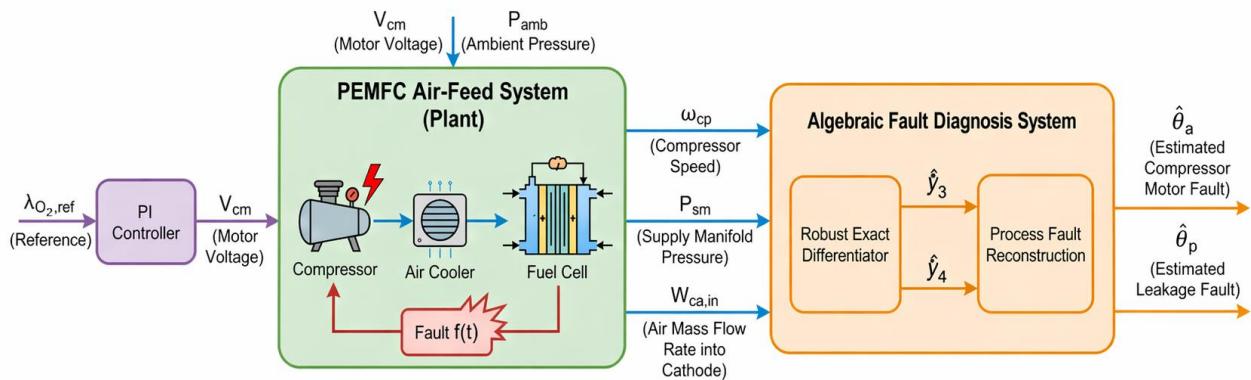 V_cm
(Motor Voltage)
P_amb
(Ambient Pressure)
λ_O₂,ref
(Reference)
PI
Controller
V_cm
(Motor
Voltage)
PEMFC Air-Feed System
(Plant)
Compressor
Air Cooler
Fuel Cell
+
+
Fault f(t)
ω_cp
(Compressor
Speed)
P_sm
(Supply Manifold
Pressure)
W_ca,in
(Air Mass Flow
Rate into
Cathode)
Algebraic Fault Diagnosis System
Robust Exact
Differentiator
ŷ_3
ŷ_4
Process Fault
Reconstruction
θ̂_a
(Estimated
Compressor
Motor Fault)
θ̂_p
(Estimated
Leakage Fault)